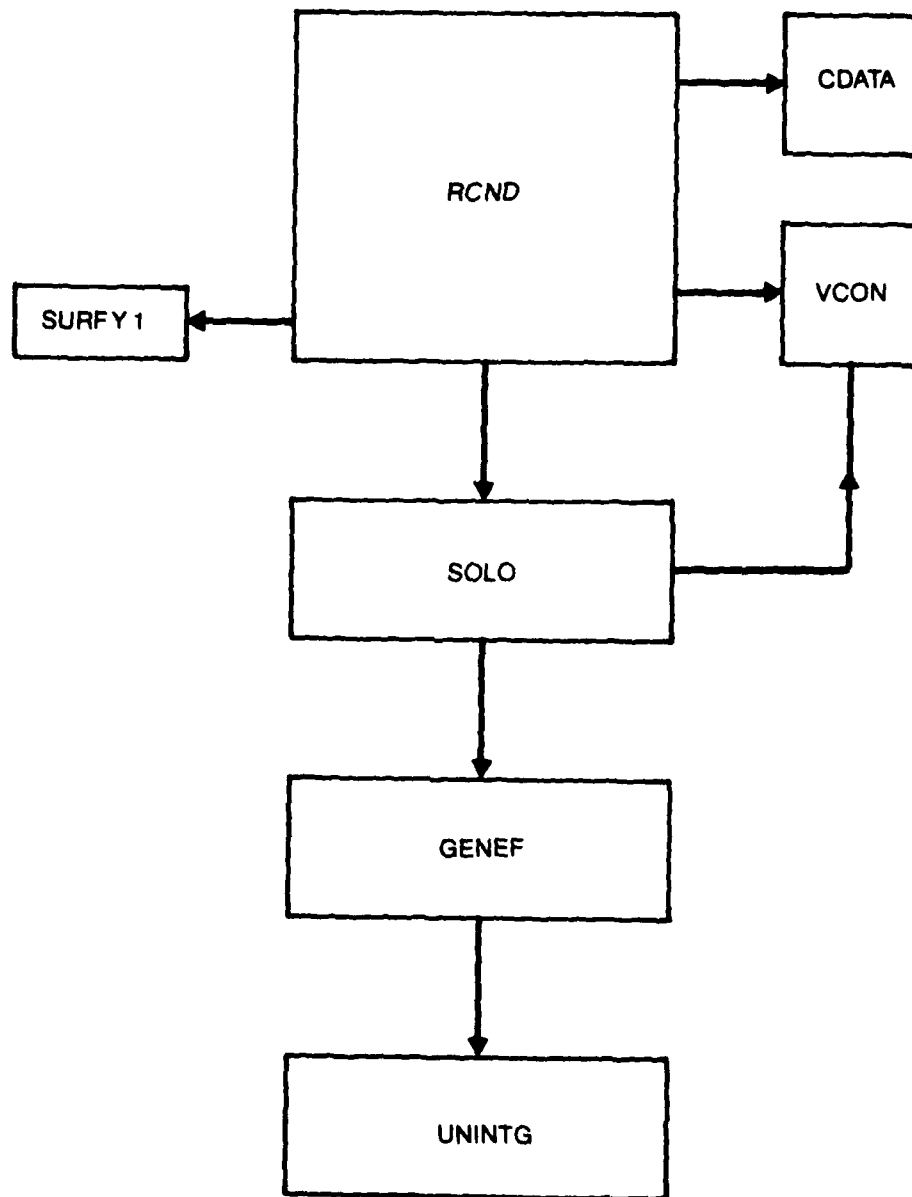 CDATA
RCND
VCON
SURFY 1
SOLO
GENEF
UNINTG